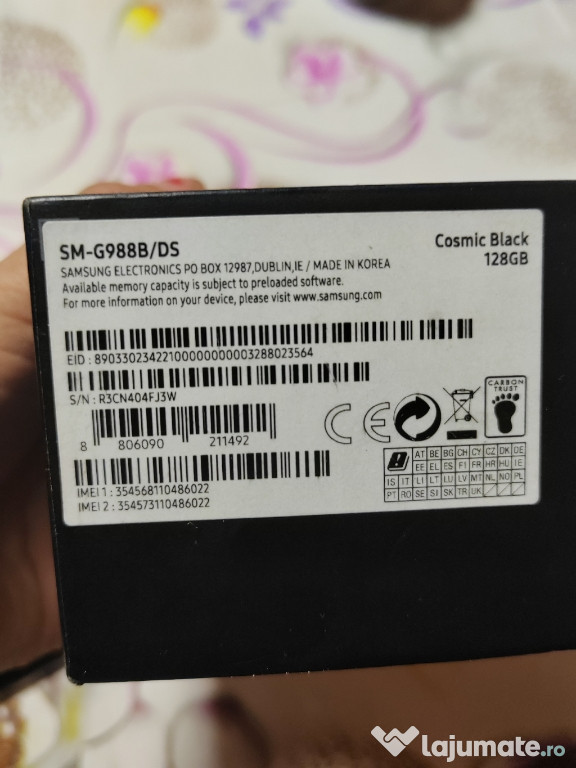 SM-G988B/DS
Cosmic Black
128GB
SAMSUNG ELECTRONICS PO BOX 12987,DUBLIN,IE / MADE IN KOREA
Available memory capacity is subject to preloaded software.
For more information on your device, please visit www.samsung.com
EID : 89033023422100000000003288023564
S/N : R3CN404FJ3W
CARBON
TRUST
8 806090 211492
CE
AT BE BG CH CY CZ DK DE
EE EL ES FI FR HR HU IE
IS IT LI LT LU LV MT NL NO PL
PT RO SE SI SK TR UK
IMEI 1 : 354568110486022
IMEI 2 : 354573110486022
lajumate.ro